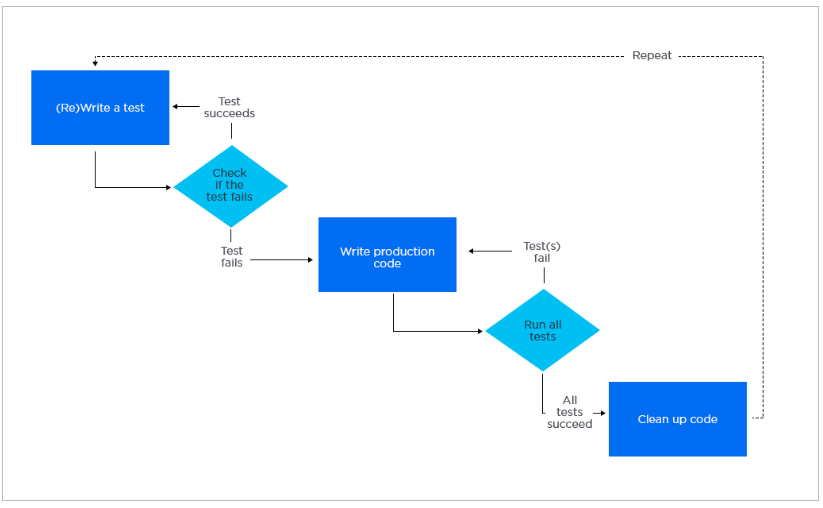 Repeat
(Re)Write a test
Test
succeeds
Check
if the
test fails
Test
fails
Write production
code
Test(s)
fail
Run all
tests
All
tests
succeed
Clean up code